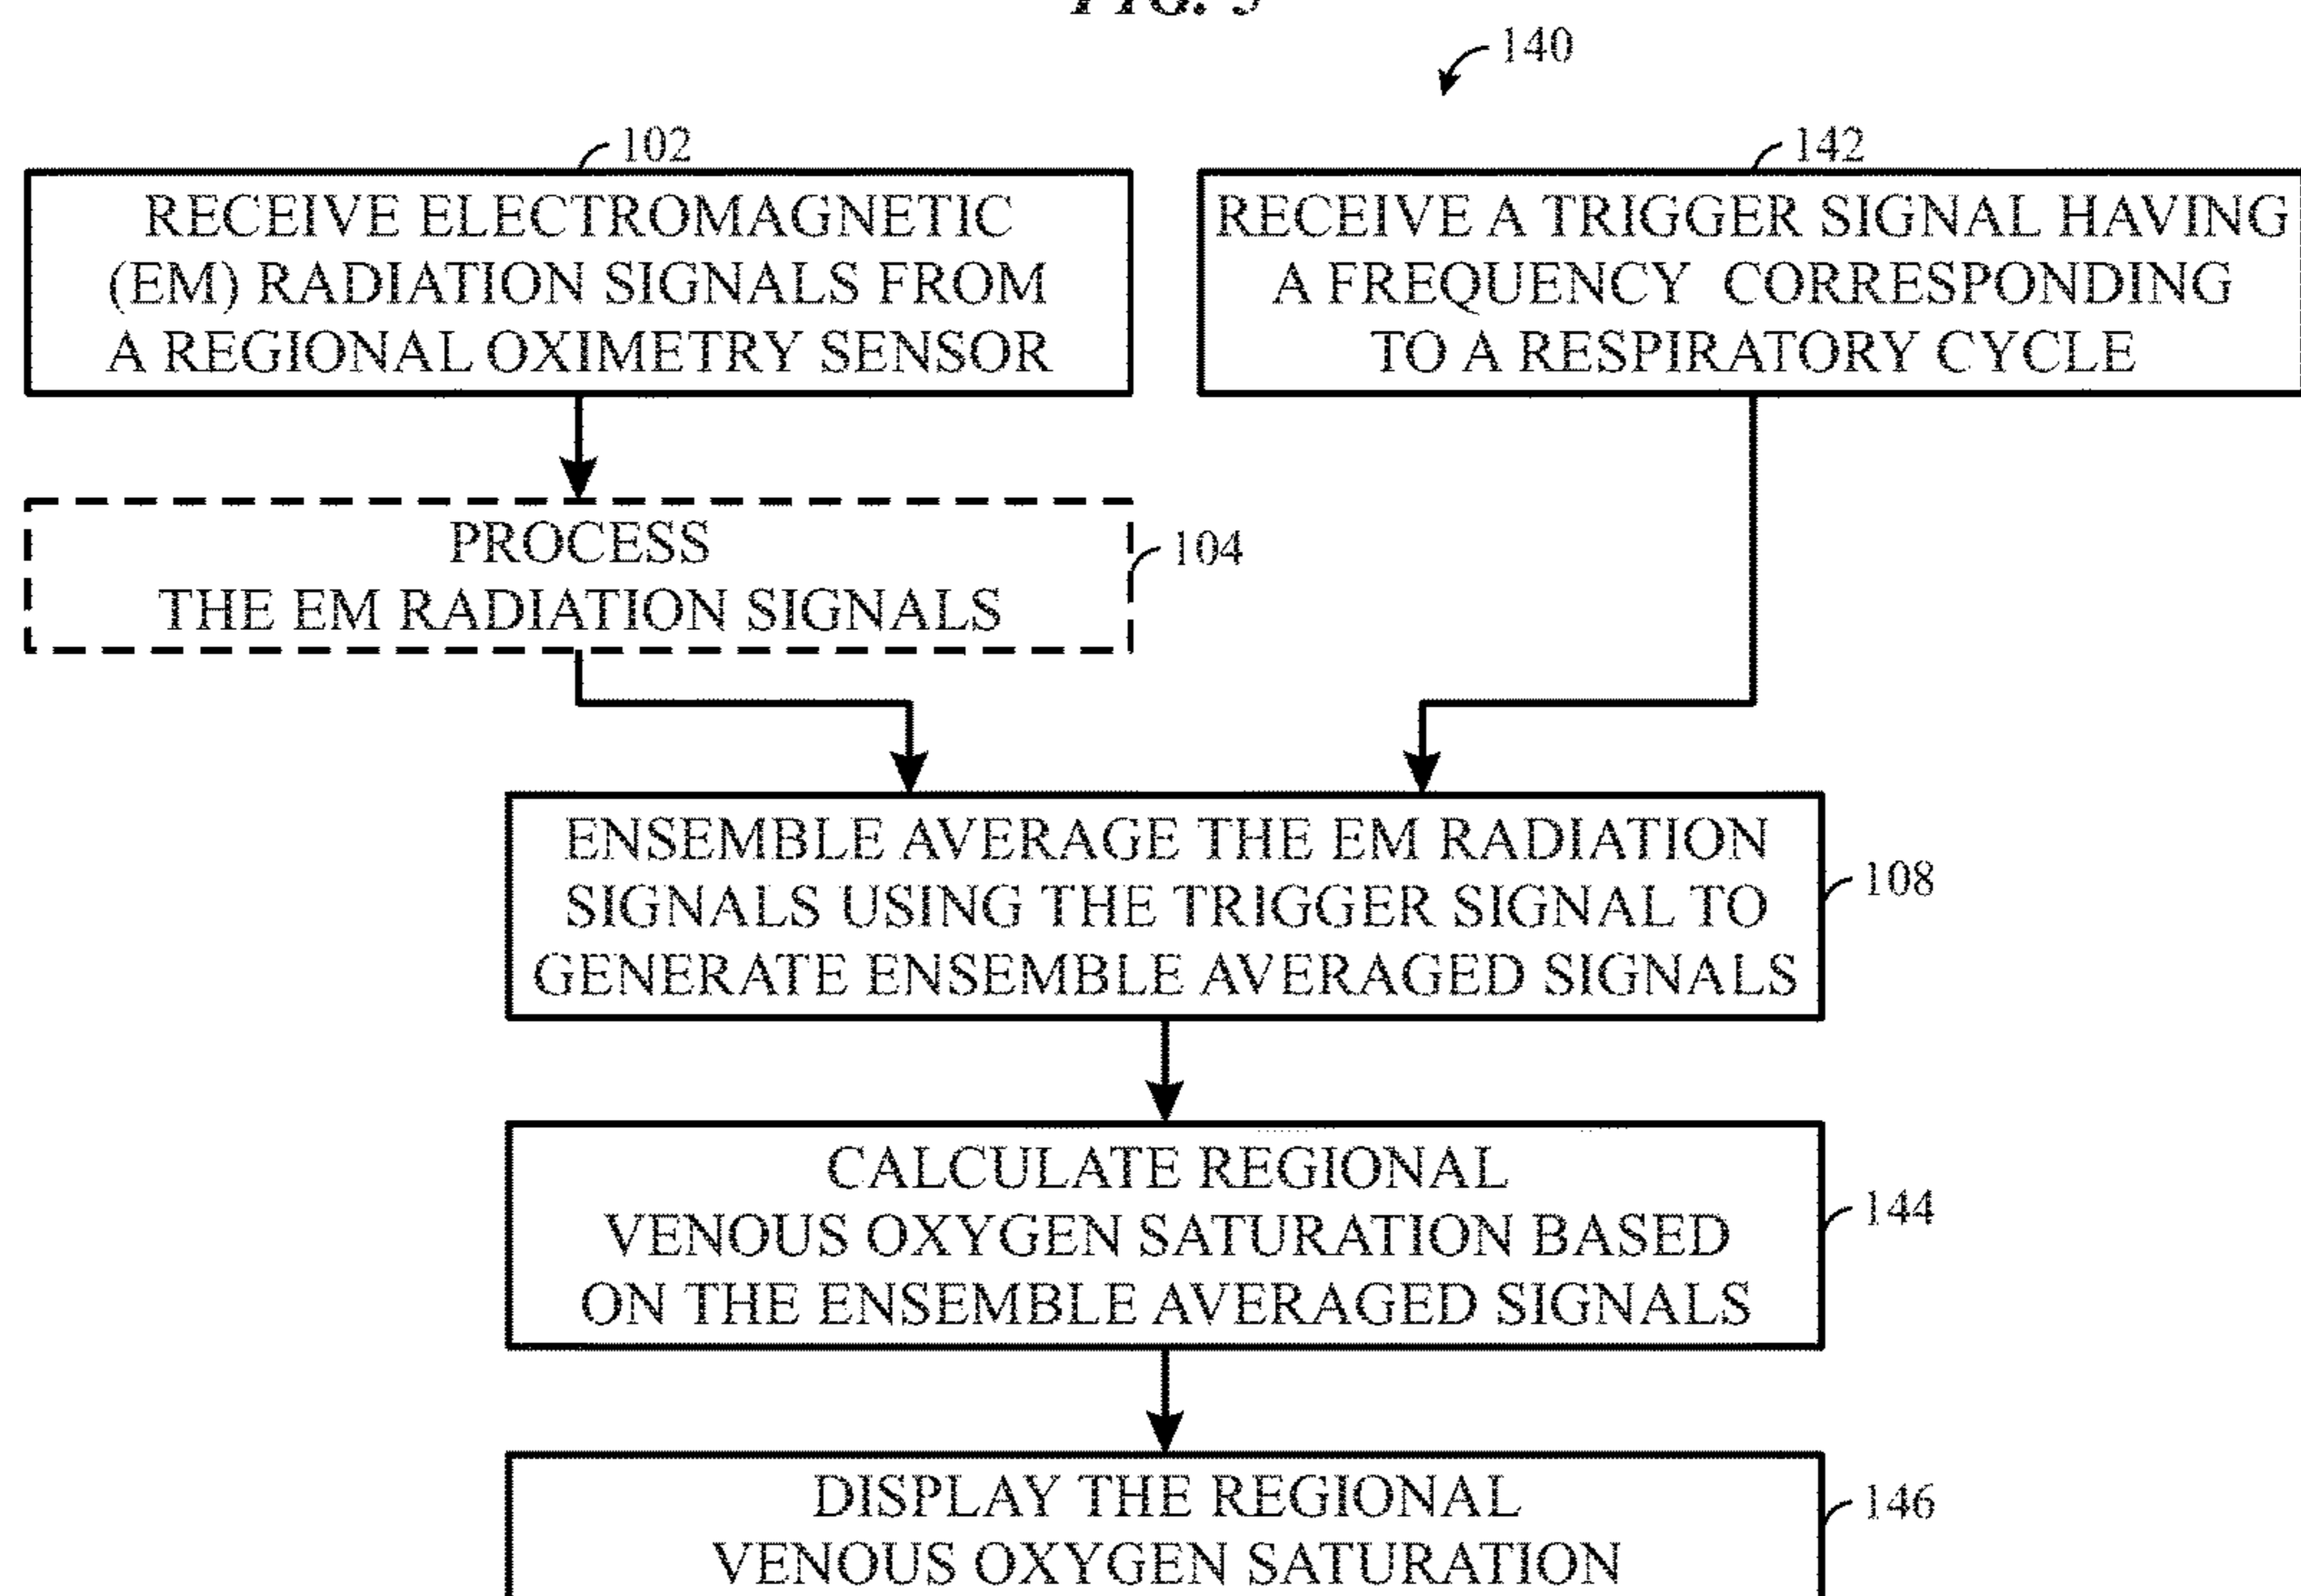 FIG. 5
140
102
142
RECEIVE ELECTROMAGNETIC
(EM) RADIATION SIGNALS FROM
A REGIONAL OXIMETRY SENSOR
RECEIVE A TRIGGER SIGNAL HAVING
A FREQUENCY CORRESPONDING
TO A RESPIRATORY CYCLE
PROCESS
THE EM RADIATION SIGNALS
104
ENSEMBLE AVERAGE THE EM RADIATION
SIGNALS USING THE TRIGGER SIGNAL TO
GENERATE ENSEMBLE AVERAGED SIGNALS
108
CALCULATE REGIONAL
VENOUS OXYGEN SATURATION BASED
ON THE ENSEMBLE AVERAGED SIGNALS
144
DISPLAY THE REGIONAL
VENOUS OXYGEN SATURATION
146